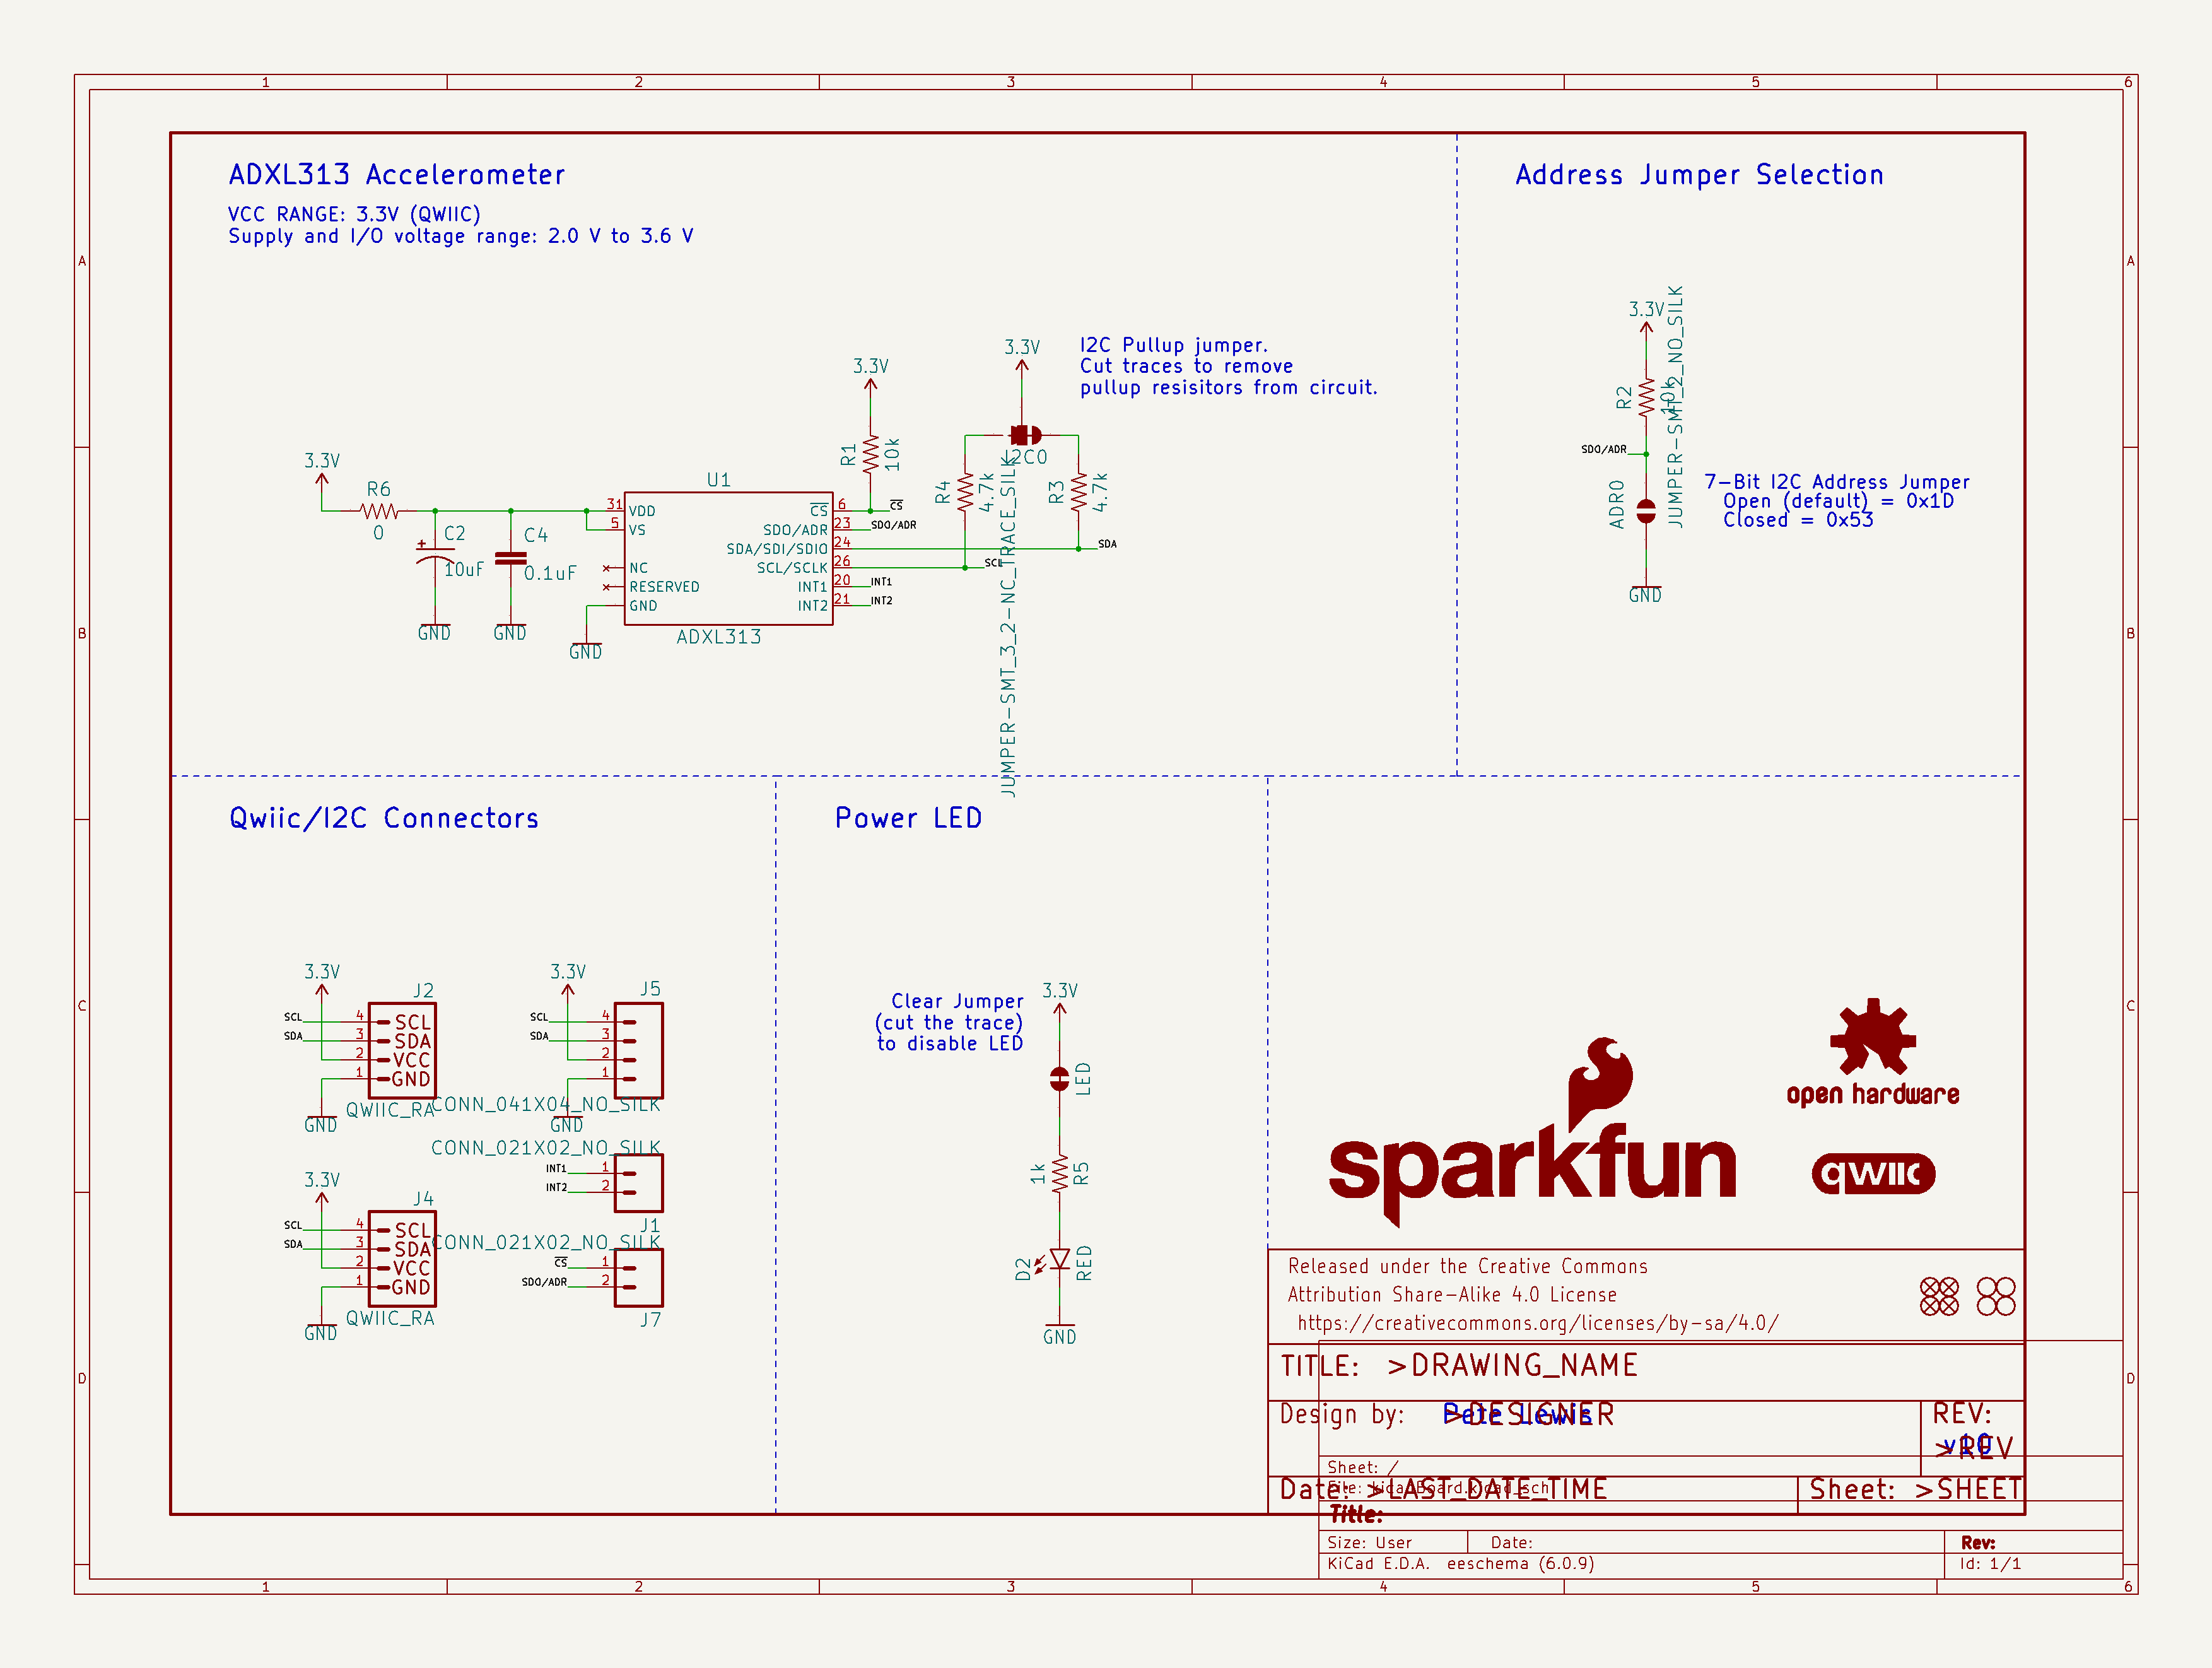 1 2 3 4 5 6
A
B
C
D
ADXL313 Accelerometer
VCC RANGE: 3.3V (QWIIC)
Supply and I/O voltage range: 2.0 V to 3.6 V
3.3V
R6
0
C2
10uF
GND
C4
0.1uF
GND
GND
U1
31 VDD
5 VS
NC
RESERVED
GND
CS 6
SDO/ADR 23
SDA/SDI/SDIO 24
SCL/SCLK 26
INT1 20
INT2 21
ADXL313
3.3V
R1
10k
CS
SDO/ADR
INT1
INT2
3.3V
I2C0
R4
4.7k
R3
4.7k
SDA
SCL
JUMPER-SMT_3_2-NC_TRACE_SILK
I2C Pullup jumper.
Cut traces to remove
pullup resisitors from circuit.
Address Jumper Selection
3.3V
R2
10k
SDO/ADR
ADR0
JUMPER-SMT_2_NO_SILK
GND
7-Bit I2C Address Jumper
Open (default) = 0x1D
Closed = 0x53
Qwiic/I2C Connectors
3.3V
J2
SCL 4 SCL
SDA 3 SDA
2 VCC
1 GND
GND
QWIIC_RA
3.3V
J5
SCL 4
SDA 3
2
1
CONN_041X04_NO_SILK
GND
CONN_021X02_NO_SILK
INT1 1
INT2 2
J1
3.3V
J4
SCL 4 SCL
SDA 3 SDA
2 VCC
1 GND
GND
QWIIC_RA
CONN_021X02_NO_SILK
CS 1
SDO/ADR 2
J7
Power LED
Clear Jumper
(cut the trace)
to disable LED
3.3V
LED
1k
R5
D2
RED
GND
sparkfun
open hardware
qwiic
Released under the Creative Commons
Attribution Share-Alike 4.0 License
https://creativecommons.org/licenses/by-sa/4.0/
TITLE: >DRAWING_NAME
Design by: Pete Lewis
>DESIGNER
REV:
v10
>REV
Date: >LAST_DATE_TIME
Sheet: >SHEET
Sheet: /
File: kicadBoard.kicad_sch
Title:
Size: User
Date:
Rev:
KiCad E.D.A. eeschema (6.0.9)
Id: 1/1
A
B
C
D
1 2 3 4 5 6